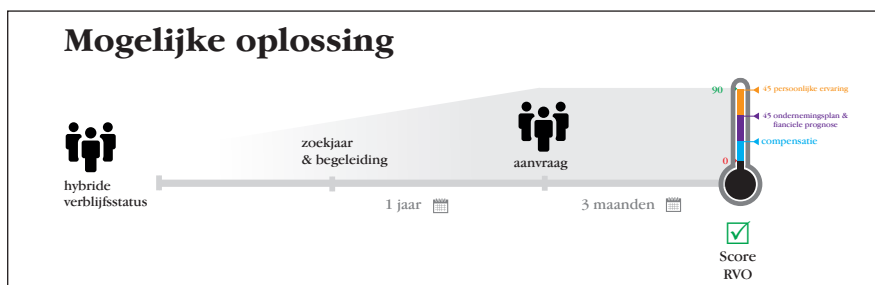 Mogelijke oplossing
90
45 persoonlijke ervaring
45 ondernemingsplan &
fianciele prognose
compensatie
0
zoekjaar
& begeleiding
aanvraag
hybride
verblijfsstatus
1 jaar
3 maanden
Score
RVO